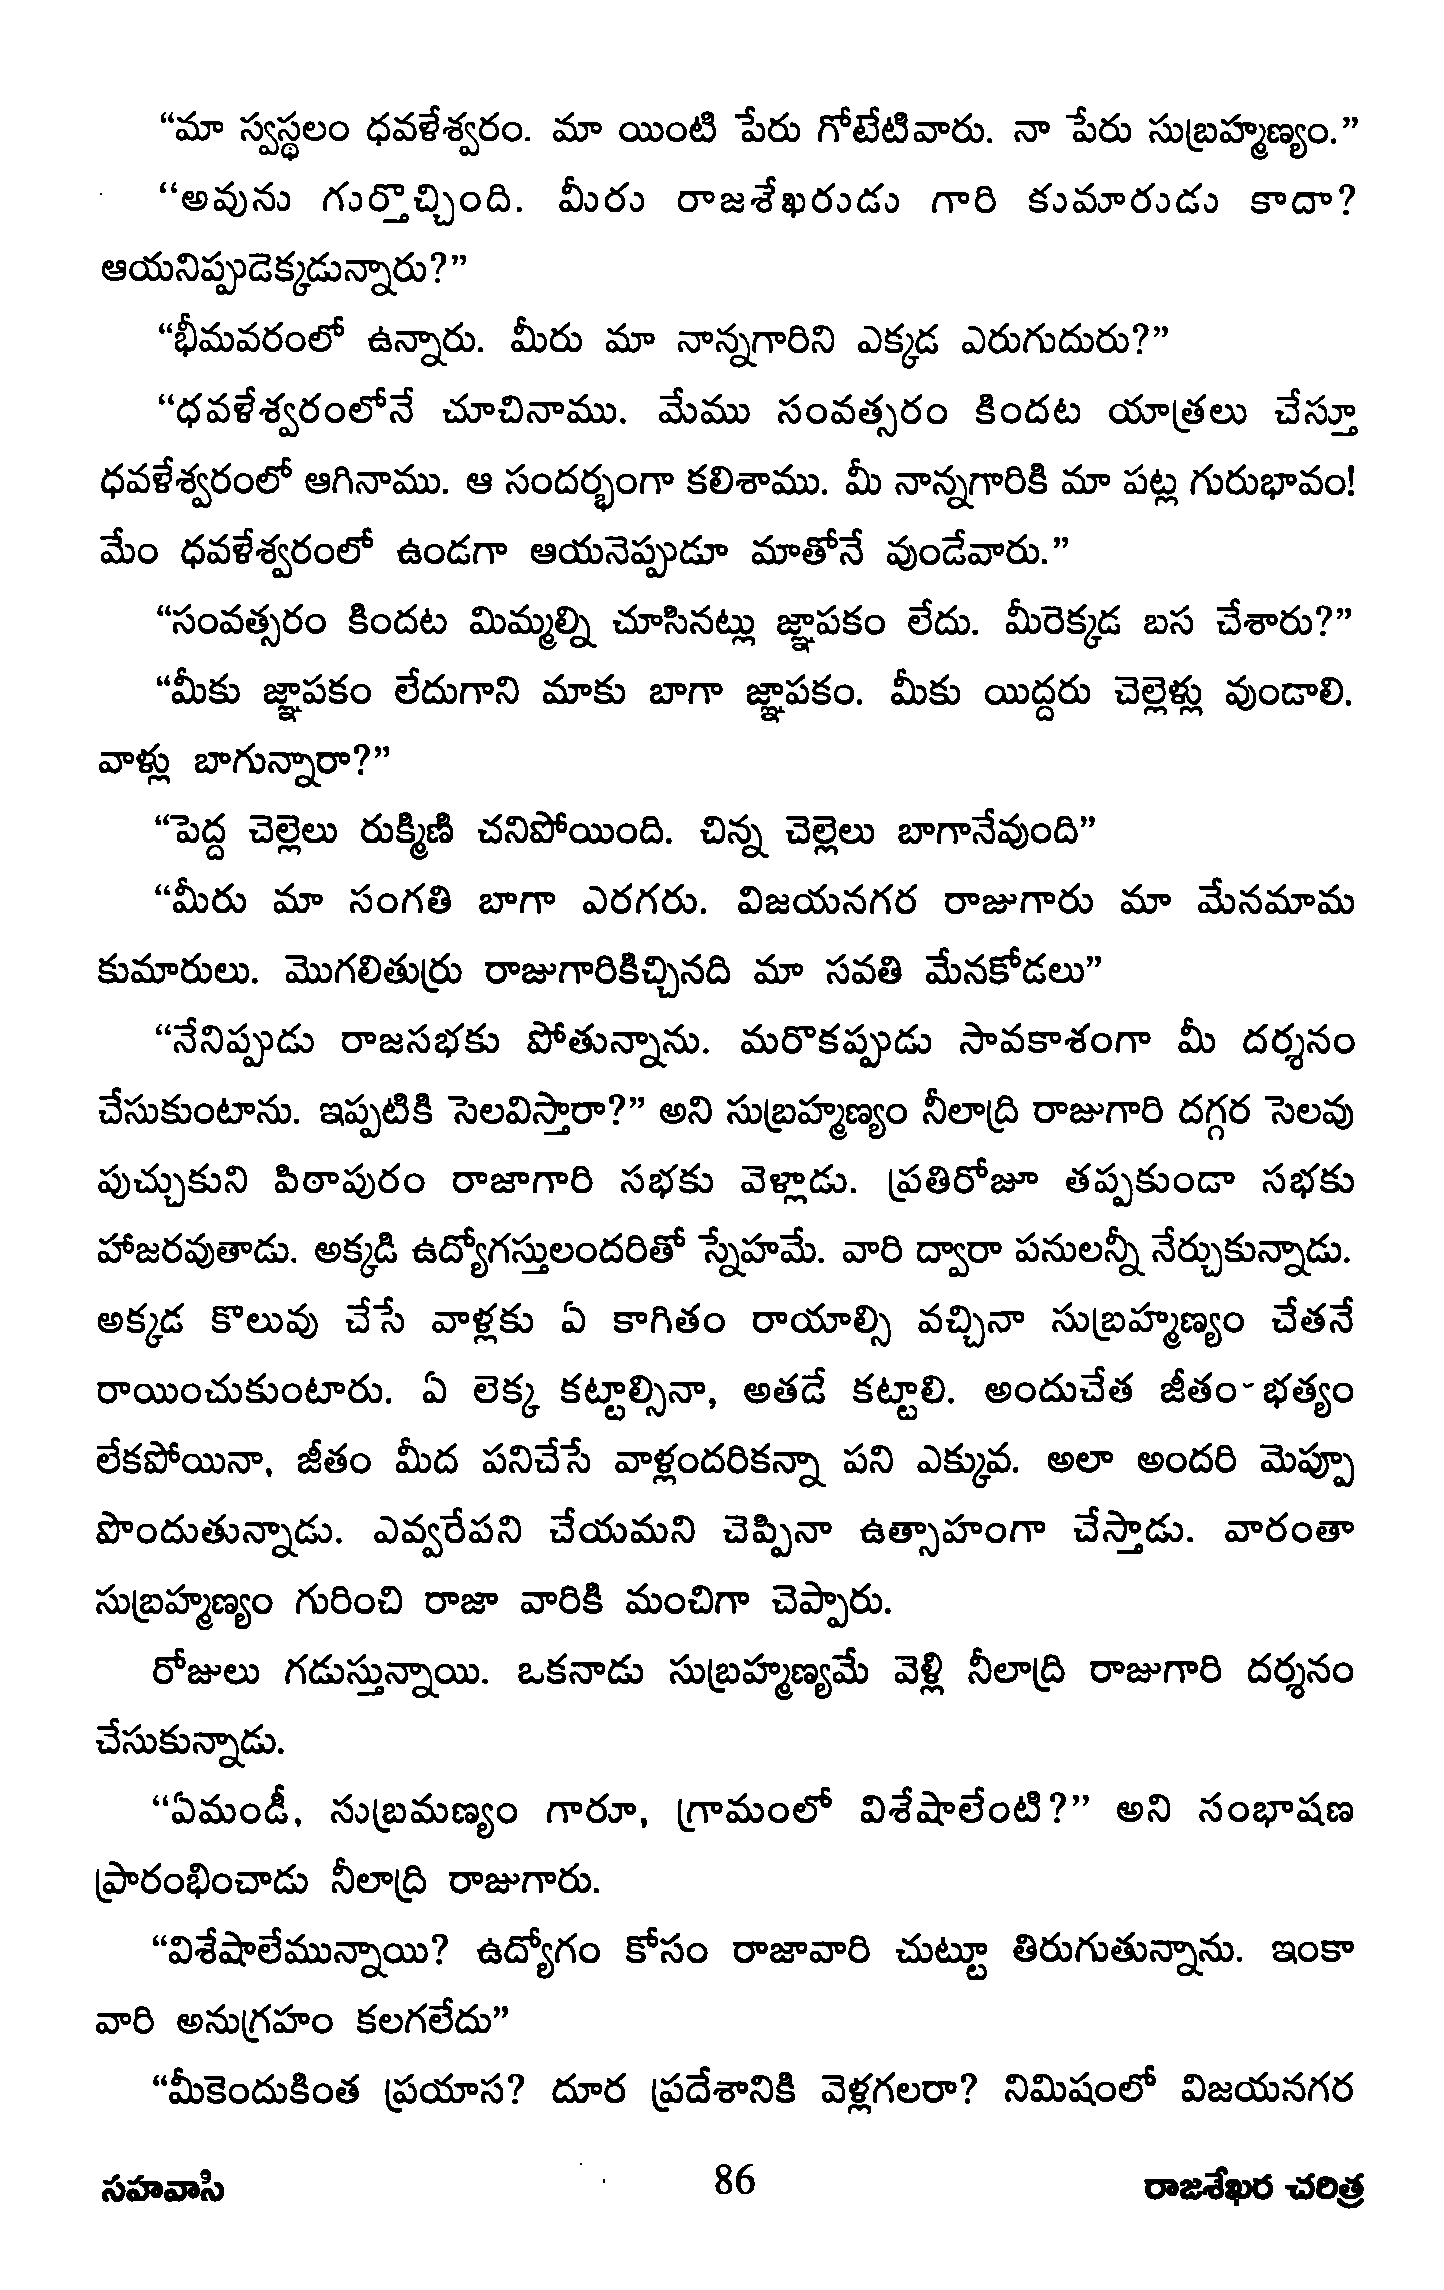 “మా స్వస్థలం ధవళేశ్వరం. మా యింటి పేరు గోటేటివారు. నా పేరు సుబ్రహ్మణ్యం.”
“అవును గుర్తొచ్చింది. మీరు రాజశేఖరుడు గారి కుమారుడు కాదా?
ఆయనిప్పుడెక్కడున్నారు?”
“భీమవరంలో ఉన్నారు. మీరు మా నాన్నగారిని ఎక్కడ ఎరుగుదురు?”
“ధవళేశ్వరంలోనే చూచినాము. మేము సంవత్సరం కిందట యాత్రలు చేస్తూ
ధవళేశ్వరంలో ఆగినాము. ఆ సందర్భంగా కలిశాము. మీ నాన్నగారికి మా పట్ల గురుభావం!
మేం ధవళేశ్వరంలో ఉండగా ఆయనెప్పుడూ మాతోనే వుండేవారు.”
“సంవత్సరం కిందట మిమ్మల్ని చూసినట్లు జ్ఞాపకం లేదు. మీరెక్కడ బస చేశారు?”
“మీకు జ్ఞాపకం లేదుగాని మాకు బాగా జ్ఞాపకం. మీకు యిద్దరు చెల్లెళ్లు వుండాలి.
వాళ్లు బాగున్నారా?”
“పెద్ద చెల్లెలు రుక్మిణి చనిపోయింది. చిన్న చెల్లెలు బాగానేవుంది”
“మీరు మా సంగతి బాగా ఎరగరు. విజయనగర రాజుగారు మా మేనమామ
కుమారులు. మొగలితుర్రు రాజుగారికిచ్చినది మా సవతి మేనకోడలు”
“నేనిప్పుడు రాజసభకు పోతున్నాను. మరొకప్పుడు సావకాశంగా మీ దర్శనం
చేసుకుంటాను. ఇప్పటికి సెలవిస్తారా?” అని సుబ్రహ్మణ్యం నీలాద్రి రాజుగారి దగ్గర సెలవు
పుచ్చుకుని పిఠాపురం రాజాగారి సభకు వెళ్లాడు. ప్రతిరోజూ తప్పకుండా సభకు
హాజరవుతాడు. అక్కడి ఉద్యోగస్తులందరితో స్నేహమే. వారి ద్వారా పనులన్నీ నేర్చుకున్నాడు.
అక్కడ కొలువు చేసే వాళ్లకు ఏ కాగితం రాయాల్సి వచ్చినా సుబ్రహ్మణ్యం చేతనే
రాయించుకుంటారు. ఏ లెక్క కట్టాల్సినా, అతడే కట్టాలి. అందుచేత జీతం-భత్యం
లేకపోయినా, జీతం మీద పనిచేసే వాళ్లందరికన్నా పని ఎక్కువ. అలా అందరి మెప్పూ
పొందుతున్నాడు. ఎవ్వరేపని చేయమని చెప్పినా ఉత్సాహంగా చేస్తాడు. వారంతా
సుబ్రహ్మణ్యం గురించి రాజా వారికి మంచిగా చెప్పారు.
రోజులు గడుస్తున్నాయి. ఒకనాడు సుబ్రహ్మణ్యమే వెళ్లి నీలాద్రి రాజుగారి దర్శనం
చేసుకున్నాడు.
“ఏమండీ, సుబ్రమణ్యం గారూ, గ్రామంలో విశేషాలేంటి?” అని సంభాషణ
ప్రారంభించాడు నీలాద్రి రాజుగారు.
“విశేషాలేమున్నాయి? ఉద్యోగం కోసం రాజావారి చుట్టూ తిరుగుతున్నాను. ఇంకా
వారి అనుగ్రహం కలగలేదు”
“మీకెందుకింత ప్రయాస? దూర ప్రదేశానికి వెళ్లగలరా? నిమిషంలో విజయనగర
సహవాసి 86 రాజశేఖర చరిత్ర